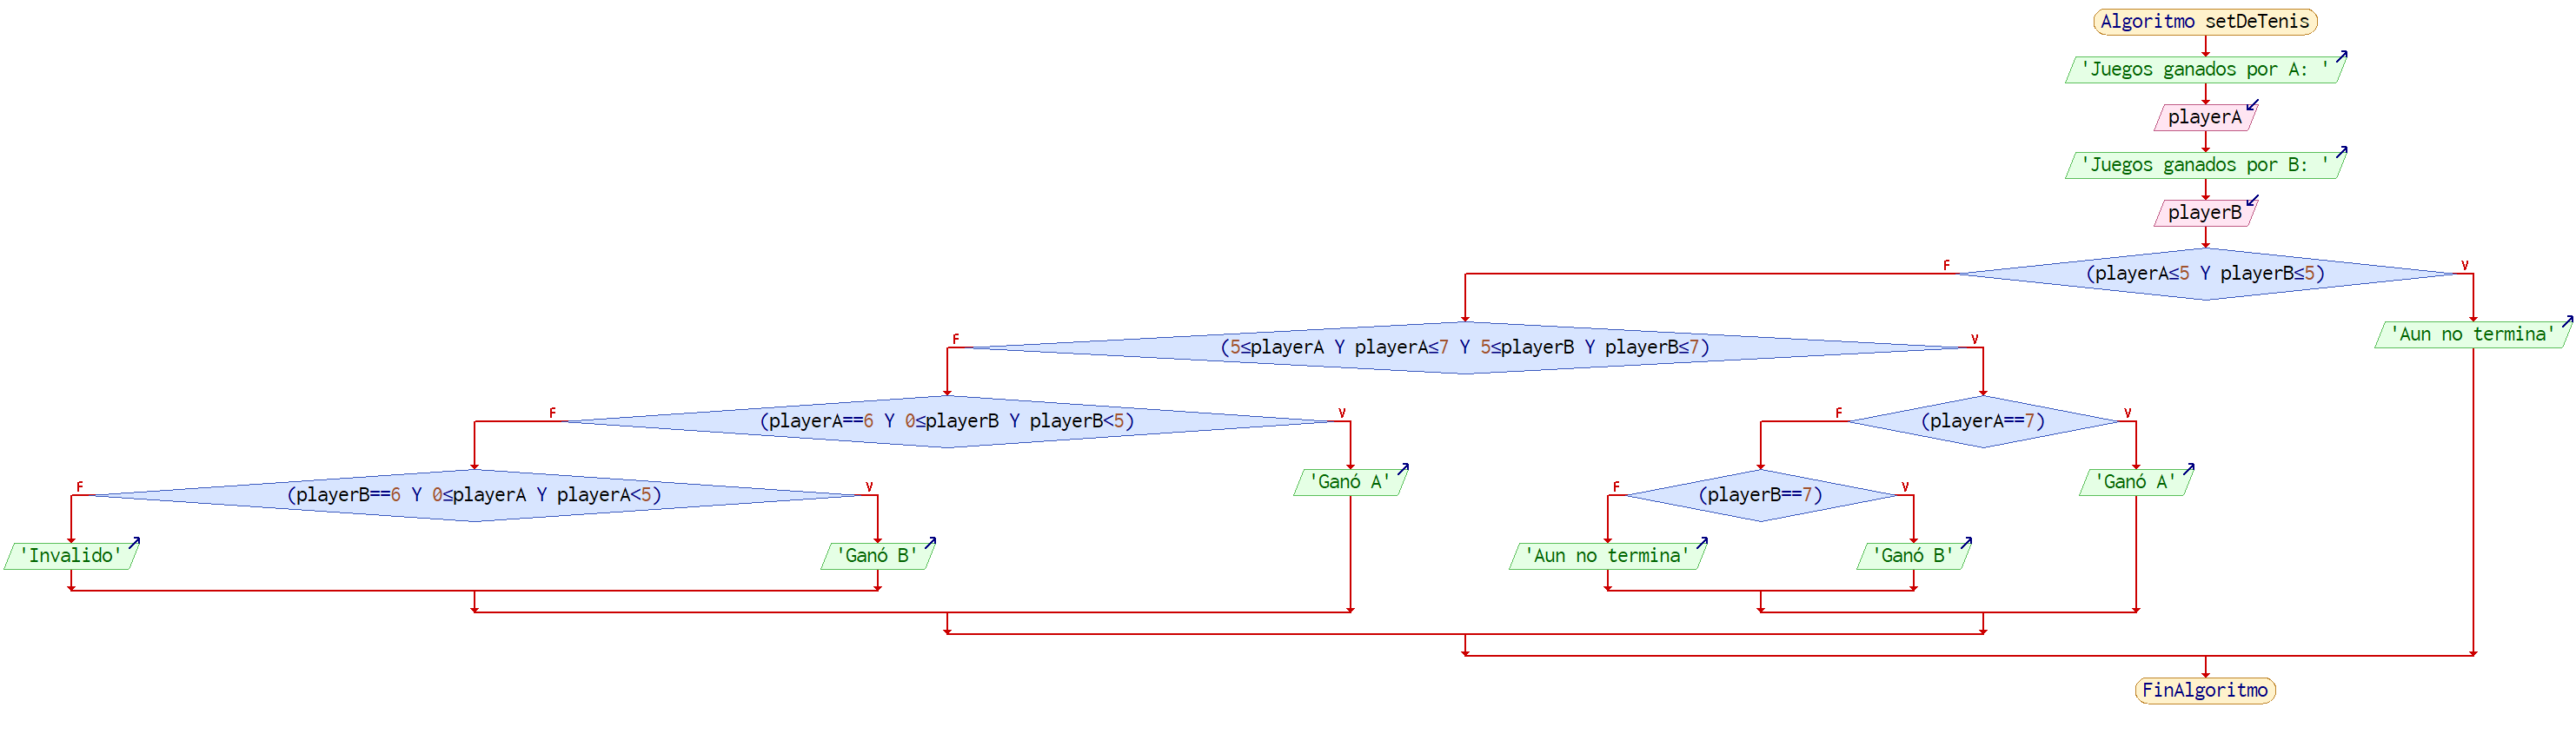 Algoritmo setDeTenis
'Juegos ganados por A: '
playerA
'Juegos ganados por B: '
playerB
F
(playerA≤5 Y playerB≤5)
V
'Aun no termina'
F
(5≤playerA Y playerA≤7 Y 5≤playerB Y playerB≤7)
V
F
(playerA==6 Y 0≤playerB Y playerB<5)
V
F
(playerA==7)
V
F
(playerB==6 Y 0≤playerA Y playerA<5)
V
'Ganó A'
F
(playerB==7)
V
'Ganó A'
'Invalido'
'Ganó B'
'Aun no termina'
'Ganó B'
FinAlgoritmo